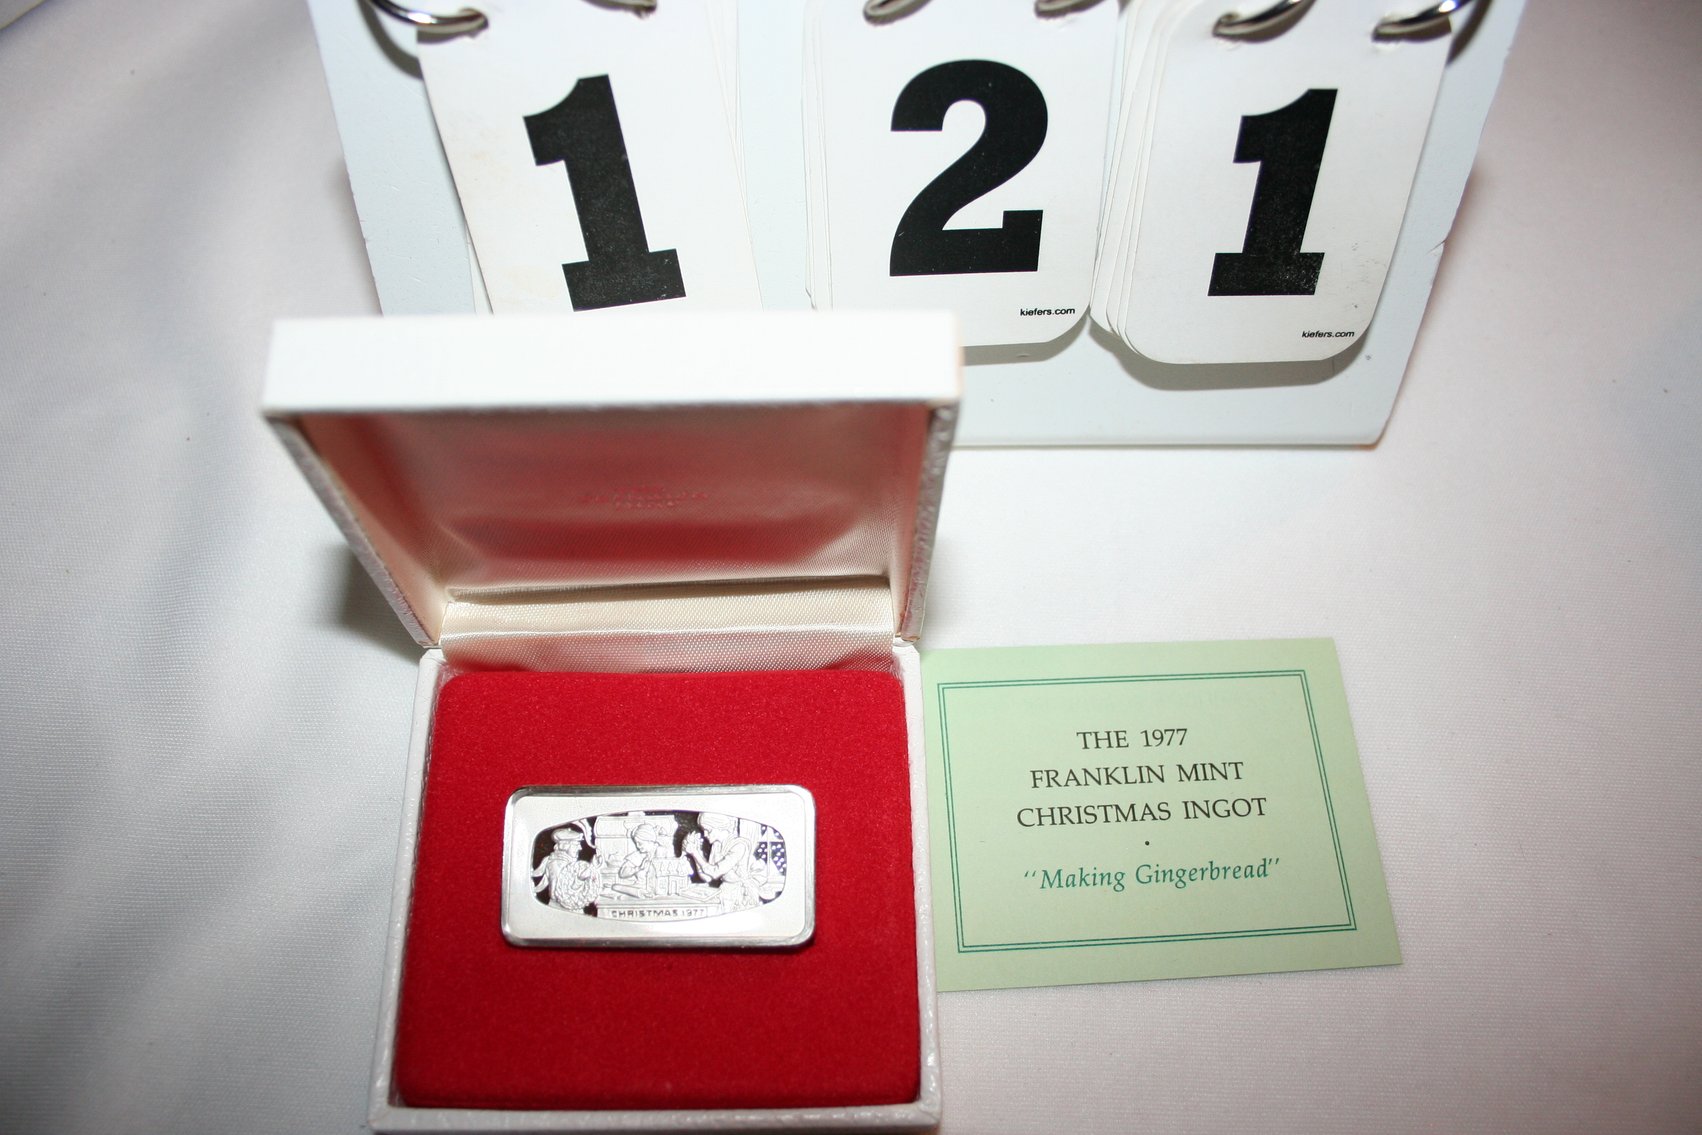 1 2 1
kiefers.com
kiefers.com
THE 1977
FRANKLIN MINT
CHRISTMAS INGOT
"Making Gingerbread"
CHRISTMAS 1977